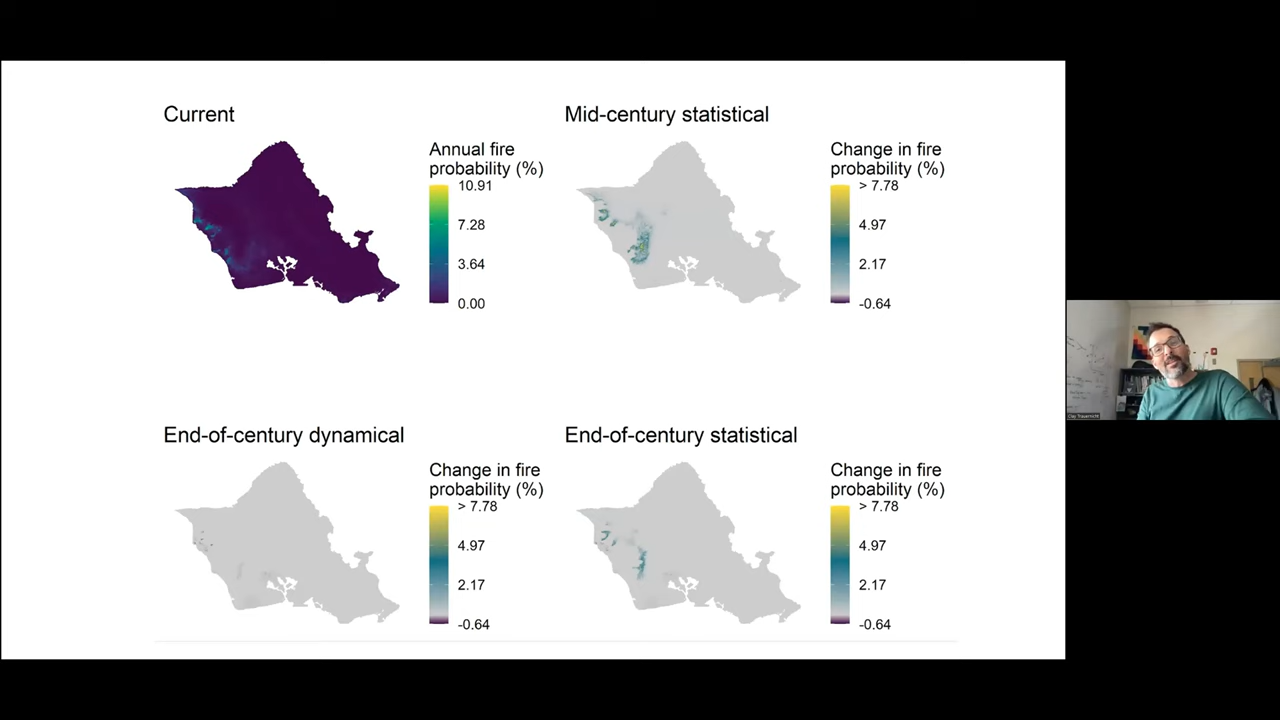 Current
Annual fire
probability (%)
10.91
7.28
3.64
0.00
Mid-century statistical
Change in fire
probability (%)
> 7.78
4.97
2.17
-0.64
End-of-century dynamical
Change in fire
probability (%)
> 7.78
4.97
2.17
-0.64
End-of-century statistical
Change in fire
probability (%)
> 7.78
4.97
2.17
-0.64
Clay Trauernicht